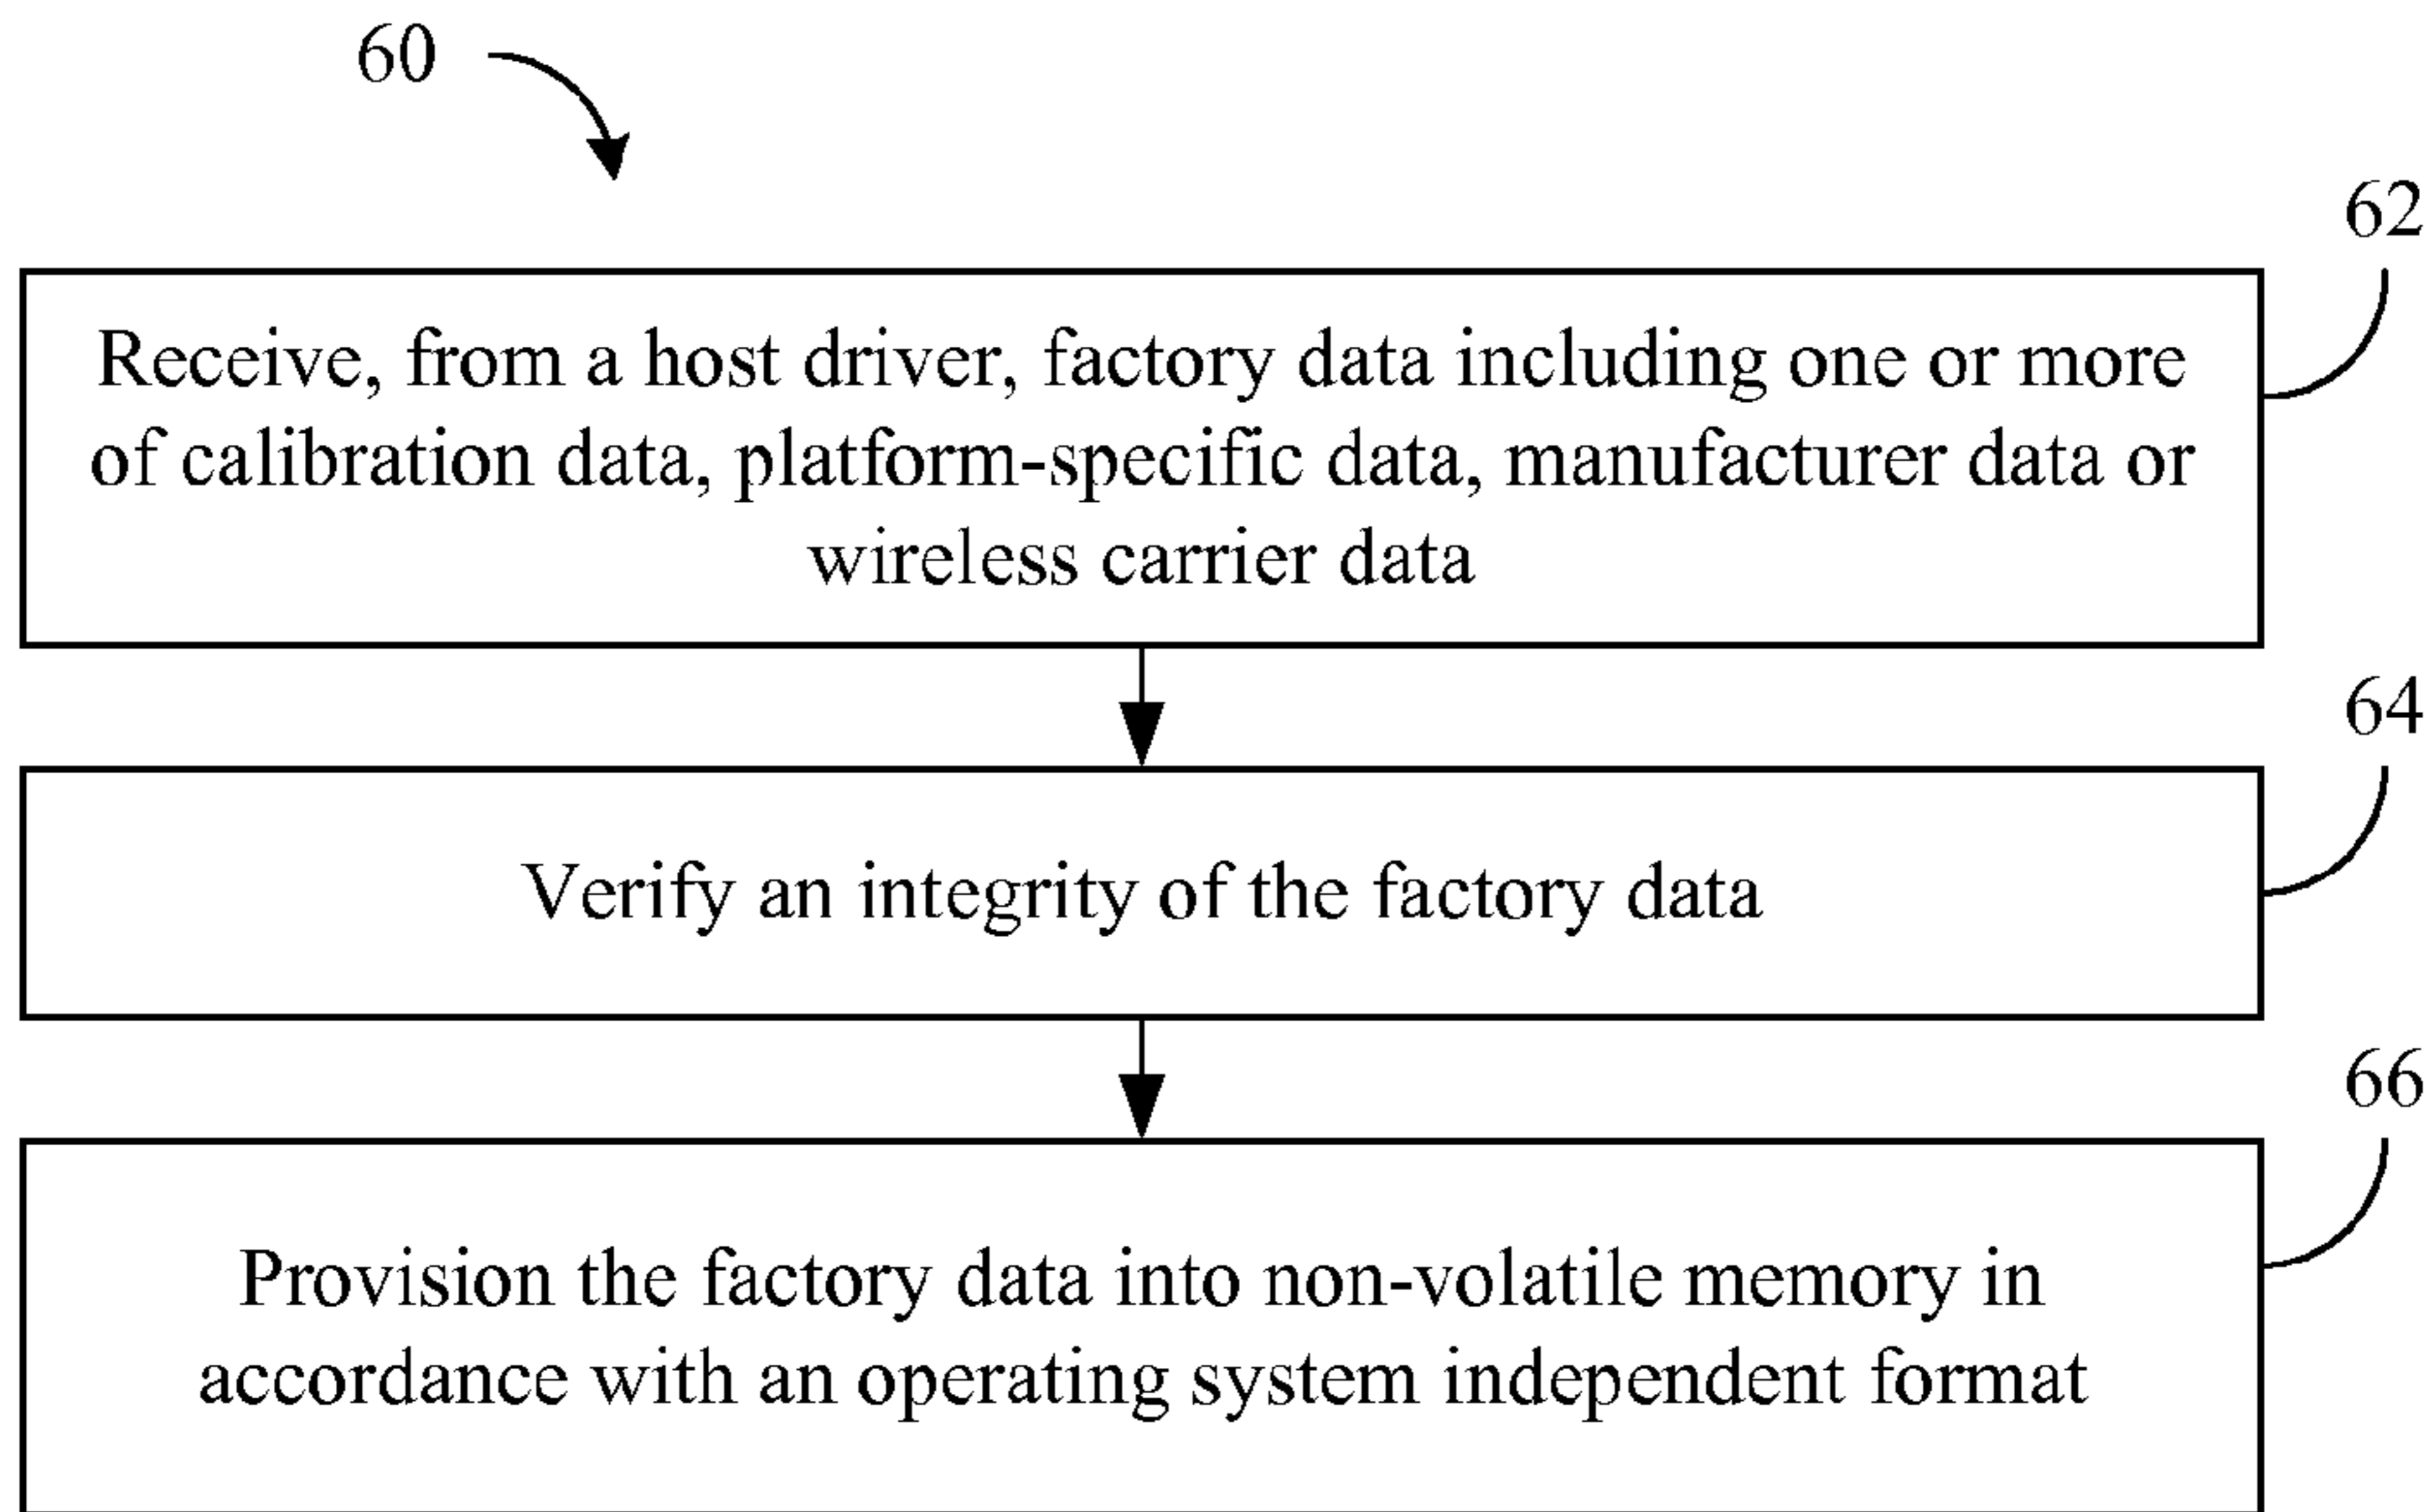 60
62
Receive, from a host driver, factory data including one or more
of calibration data, platform-specific data, manufacturer data or
wireless carrier data
64
Verify an integrity of the factory data
66
Provision the factory data into non-volatile memory in
accordance with an operating system independent format